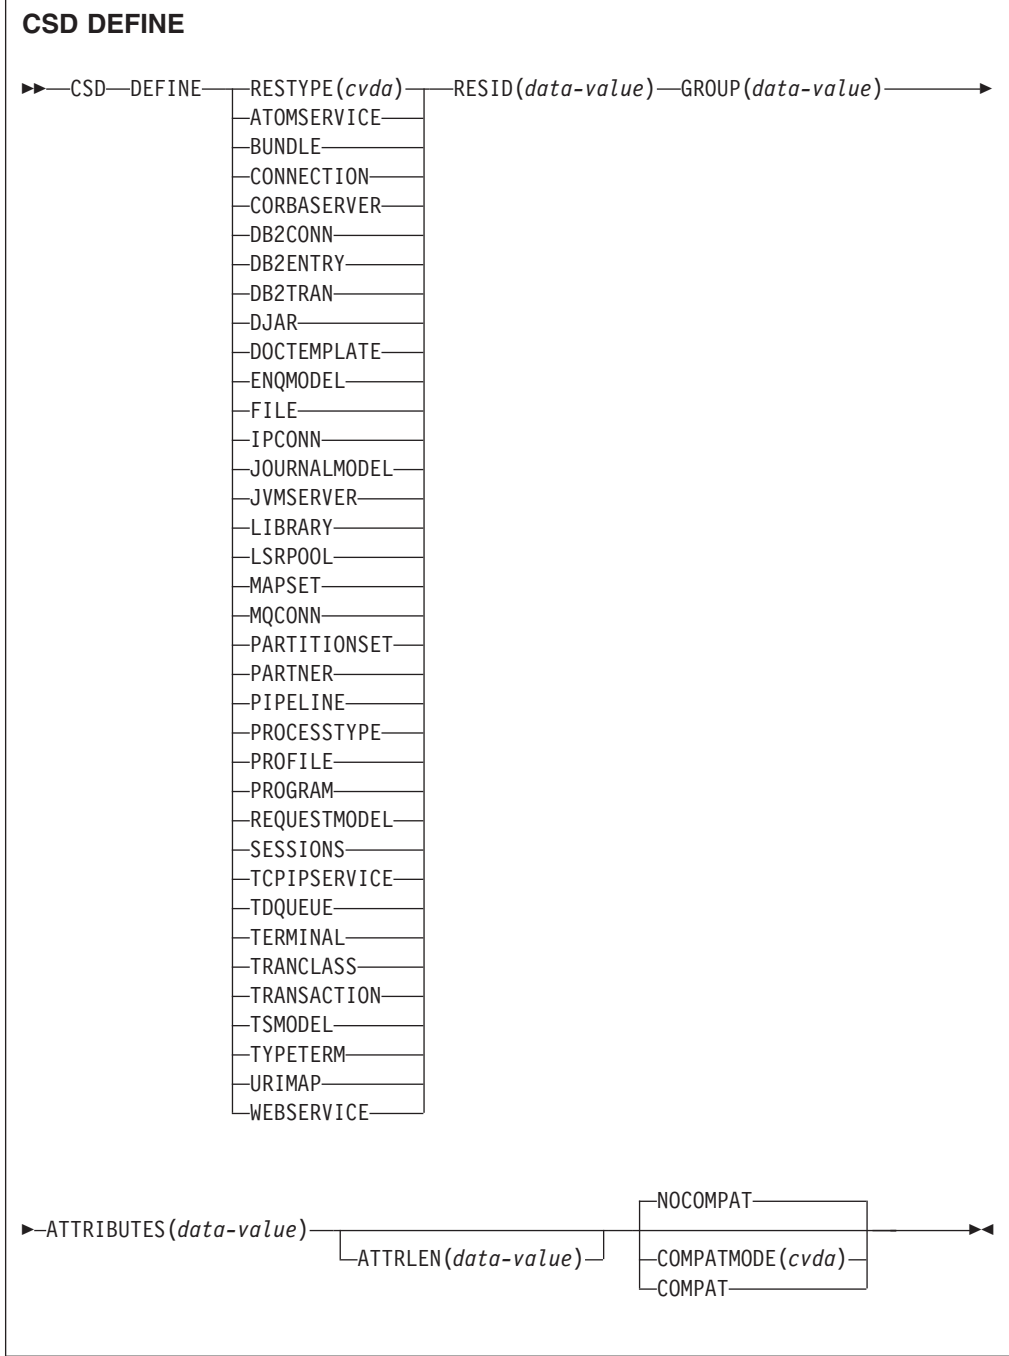 CSD DEFINE
CSD DEFINE RESTYPE(cvda) RESID(data-value) GROUP(data-value)
ATOMSERVICE
BUNDLE
CONNECTION
CORBASERVER
DB2CONN
DB2ENTRY
DB2TRAN
DJAR
DOCTEMPLATE
ENQMODEL
FILE
IPCONN
JOURNALMODEL
JVMSERVER
LIBRARY
LSRPOOL
MAPSET
MQCONN
PARTITIONSET
PARTNER
PIPELINE
PROCESSTYPE
PROFILE
PROGRAM
REQUESTMODEL
SESSIONS
TCPIPSERVICE
TDQUEUE
TERMINAL
TRANCLASS
TRANSACTION
TSMODEL
TYPETERM
URIMAP
WEBSERVICE
NOCOMPAT
ATTRIBUTES(data-value)
ATTRLEN(data-value) COMPATMODE(cvda)
COMPAT